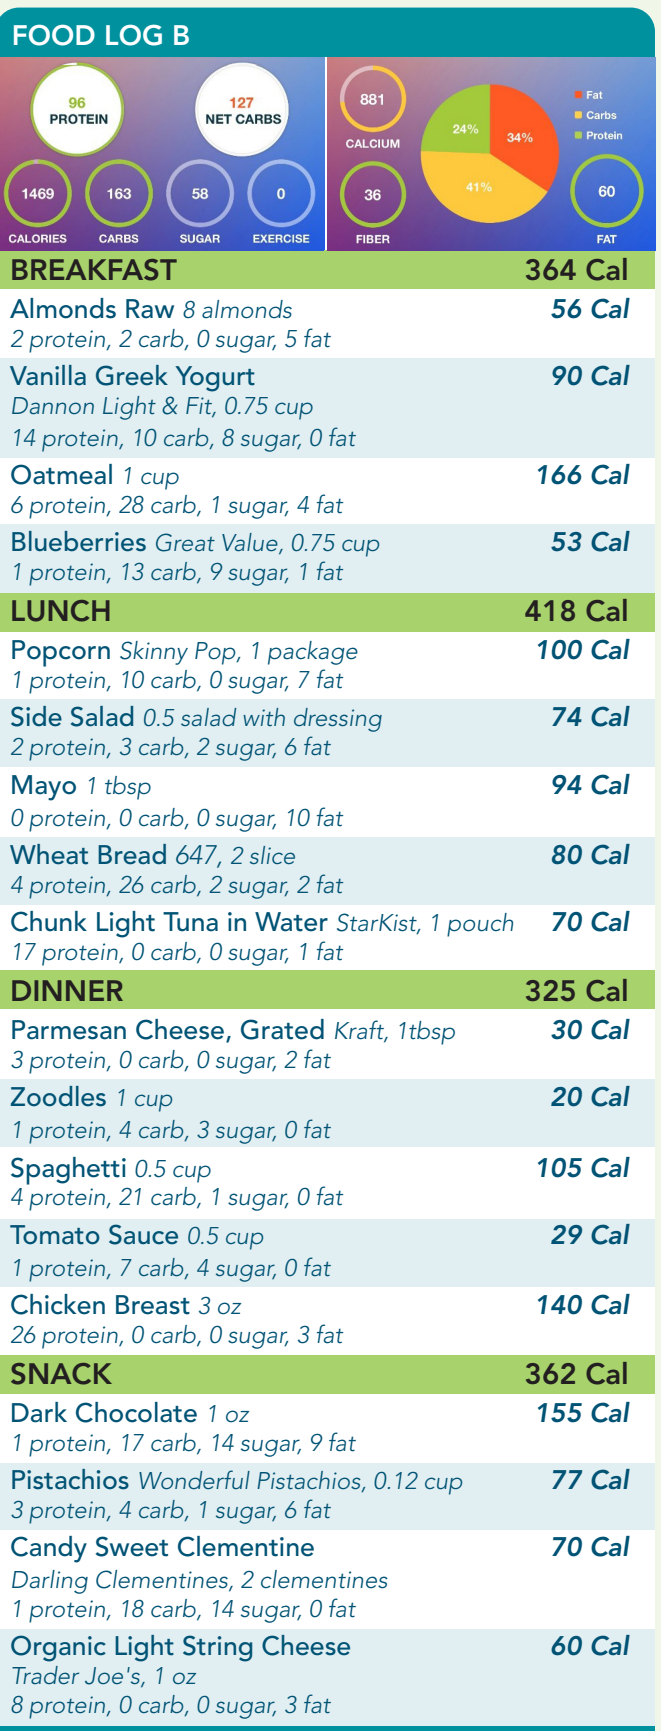 FOOD LOG B
96
PROTEIN
127
NET CARBS
1469
CALORIES
163
CARBS
58
SUGAR
0
EXERCISE
881
CALCIUM
36
FIBER
24%
34%
41%
Fat
Carbs
Protein
60
FAT
BREAKFAST 364 Cal
Almonds Raw 8 almonds 56 Cal
2 protein, 2 carb, 0 sugar, 5 fat
Vanilla Greek Yogurt 90 Cal
Dannon Light & Fit, 0.75 cup
14 protein, 10 carb, 8 sugar, 0 fat
Oatmeal 1 cup 166 Cal
6 protein, 28 carb, 1 sugar, 4 fat
Blueberries Great Value, 0.75 cup 53 Cal
1 protein, 13 carb, 9 sugar, 1 fat
LUNCH 418 Cal
Popcorn Skinny Pop, 1 package 100 Cal
1 protein, 10 carb, 0 sugar, 7 fat
Side Salad 0.5 salad with dressing 74 Cal
2 protein, 3 carb, 2 sugar, 6 fat
Mayo 1 tbsp 94 Cal
0 protein, 0 carb, 0 sugar, 10 fat
Wheat Bread 647, 2 slice 80 Cal
4 protein, 26 carb, 2 sugar, 2 fat
Chunk Light Tuna in Water StarKist, 1 pouch 70 Cal
17 protein, 0 carb, 0 sugar, 1 fat
DINNER 325 Cal
Parmesan Cheese, Grated Kraft, 1tbsp 30 Cal
3 protein, 0 carb, 0 sugar, 2 fat
Zoodles 1 cup 20 Cal
1 protein, 4 carb, 3 sugar, 0 fat
Spaghetti 0.5 cup 105 Cal
4 protein, 21 carb, 1 sugar, 0 fat
Tomato Sauce 0.5 cup 29 Cal
1 protein, 7 carb, 4 sugar, 0 fat
Chicken Breast 3 oz 140 Cal
26 protein, 0 carb, 0 sugar, 3 fat
SNACK 362 Cal
Dark Chocolate 1 oz 155 Cal
1 protein, 17 carb, 14 sugar, 9 fat
Pistachios Wonderful Pistachios, 0.12 cup 77 Cal
3 protein, 4 carb, 1 sugar, 6 fat
Candy Sweet Clementine 70 Cal
Darling Clementines, 2 clementines
1 protein, 18 carb, 14 sugar, 0 fat
Organic Light String Cheese 60 Cal
Trader Joe's, 1 oz
8 protein, 0 carb, 0 sugar, 3 fat